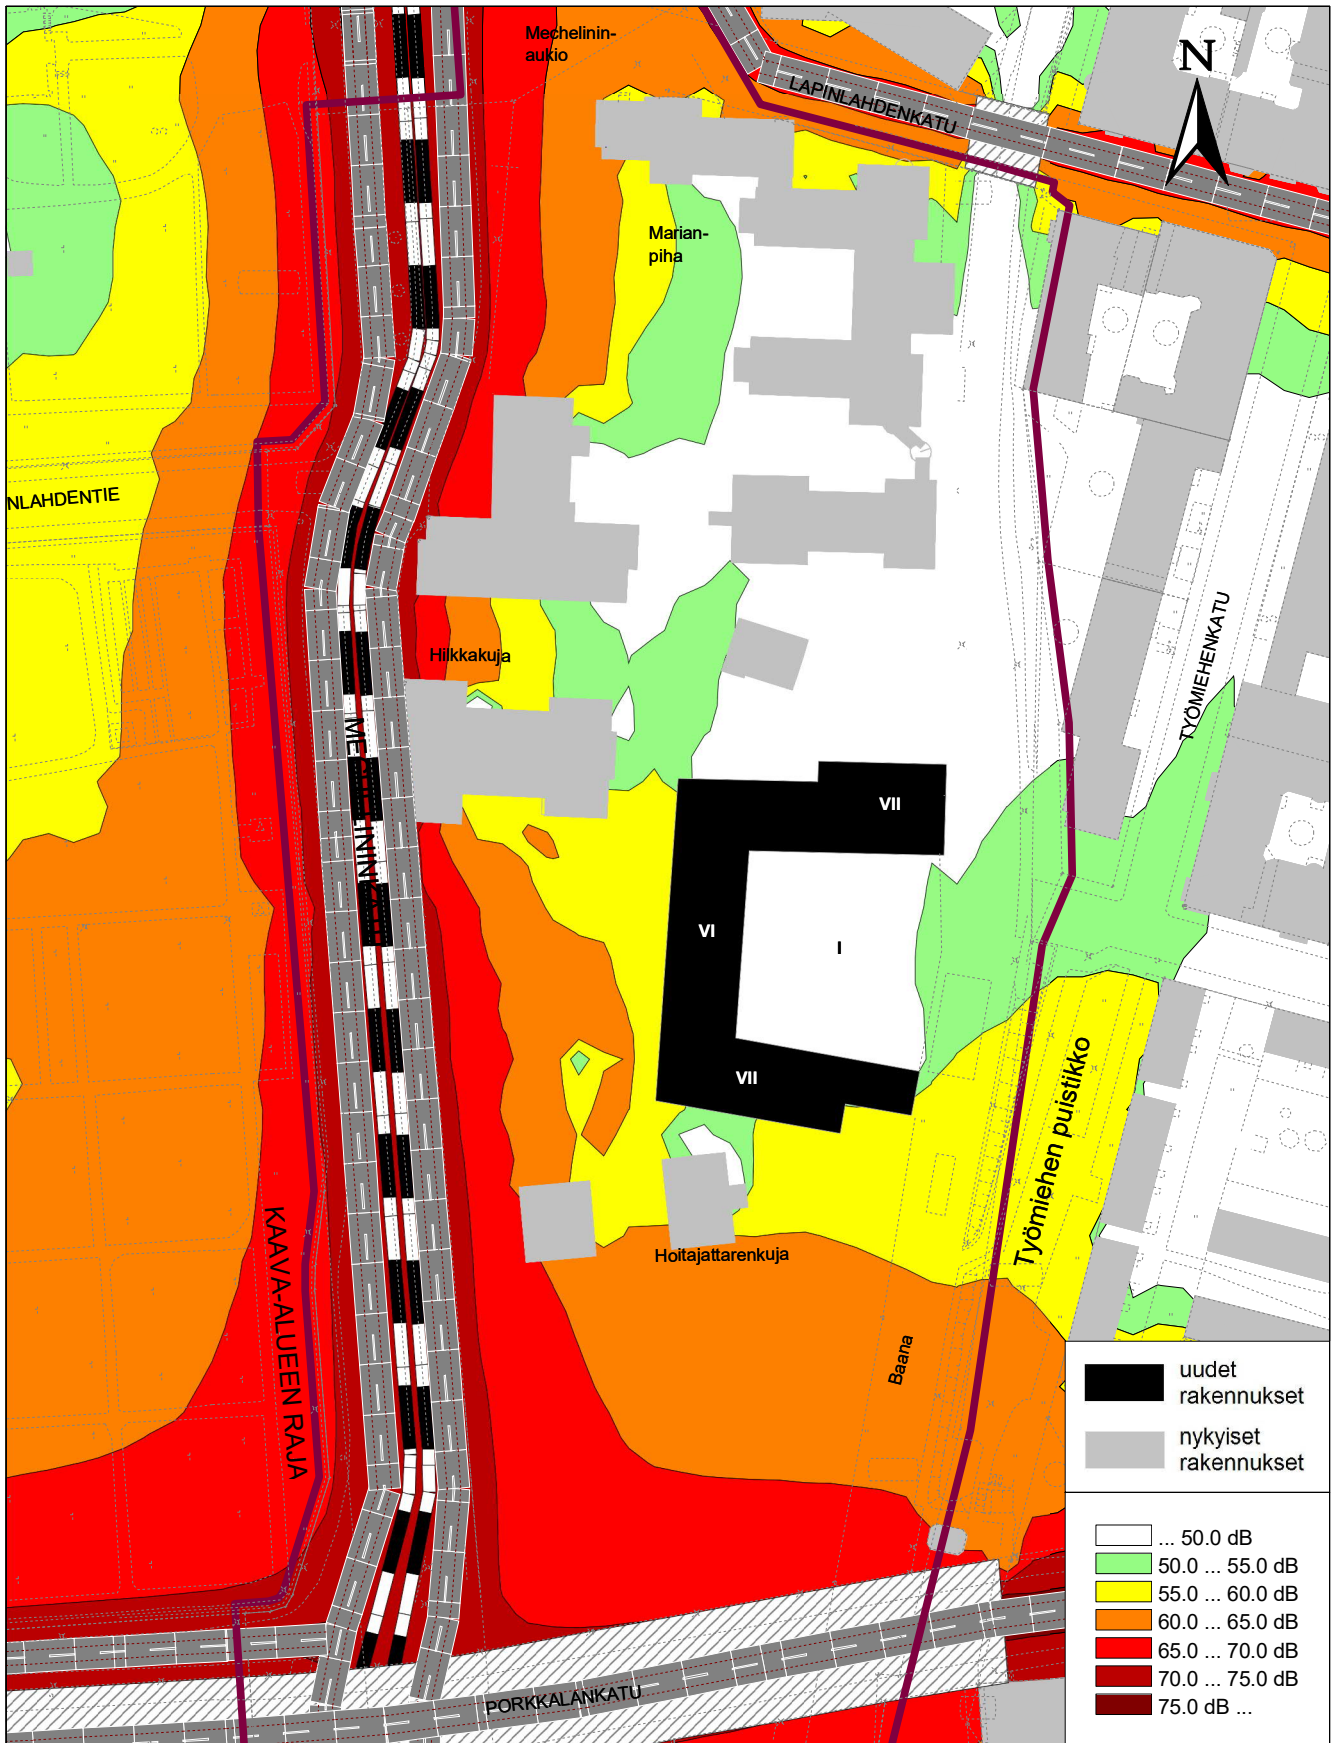 Mechelinin-
aukio
N
LAPINLAHDENKATU
Marian-
piha
NLAHDENTIE
Hilkkakuja
TYÖMIEHENKATU
VII
VI
I
VII
Työmiehen puistikko
KAAVA-ALUEEN RAJA
Hoitajattarenkuja
Baana
PORKKALANKATU
uudet
rakennukset
nykyiset
rakennukset
... 50.0 dB
50.0 ... 55.0 dB
55.0 ... 60.0 dB
60.0 ... 65.0 dB
65.0 ... 70.0 dB
70.0 ... 75.0 dB
75.0 dB ...